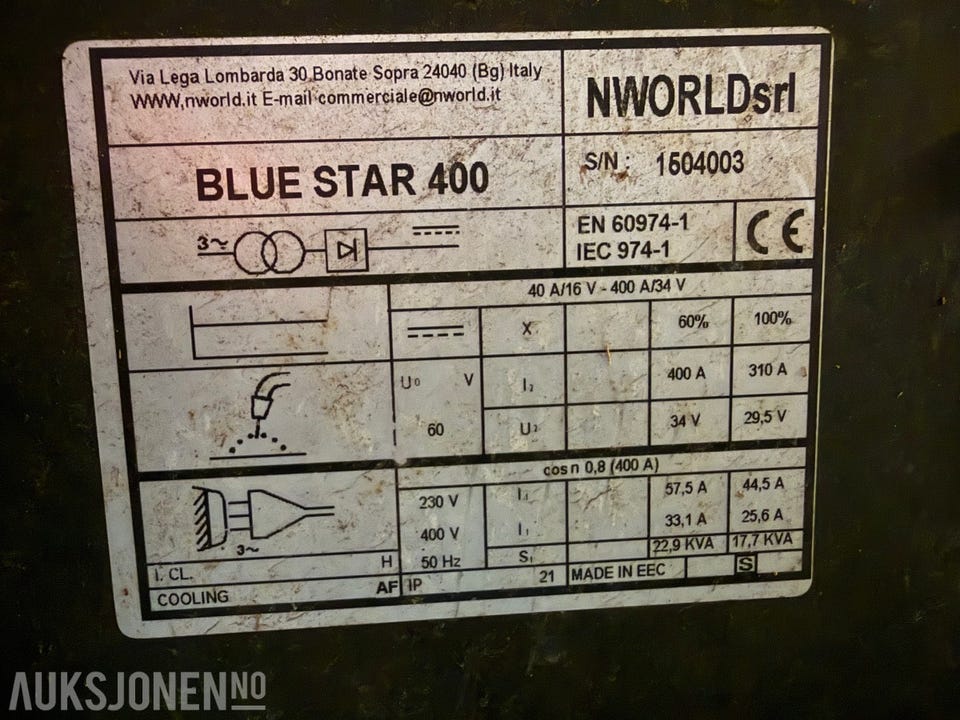 Via Lega Lombarda 30 Bonate Sopra 24040 (Bg) Italy
WWW,nworld.it E-mail commerciale@nworld.it
NWORLDsrl
BLUE STAR 400
S/N : 1504003
3~
EN 60974-1
IEC 974-1
CE
40 A/16 V - 400 A/34 V
X 60% 100%
U0 V I2 400 A 310 A
60 U2 34 V 29,5 V
cos n 0,8 (400 A)
230 V I1 57,5 A 44,5 A
400 V I1 33,1 A 25,6 A
3~
50 Hz S1 22,9 KVA 17,7 KVA
I. CL. H
COOLING AF IP 21 MADE IN EEC S
AUKSJONEN NO